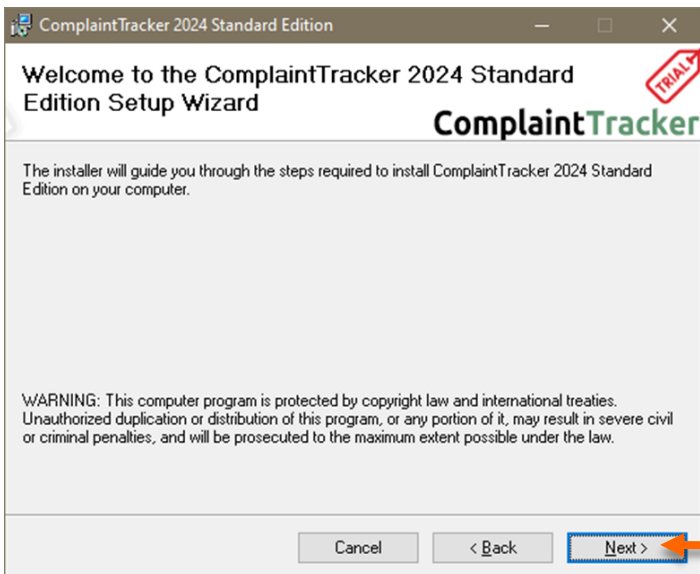 ComplaintTracker 2024 Standard Edition
Welcome to the ComplaintTracker 2024 Standard
Edition Setup Wizard
TRIAL
ComplaintTracker
The installer will guide you through the steps required to install ComplaintTracker 2024 Standard
Edition on your computer.
WARNING: This computer program is protected by copyright law and international treaties.
Unauthorized duplication or distribution of this program, or any portion of it, may result in severe civil
or criminal penalties, and will be prosecuted to the maximum extent possible under the law.
Cancel < Back Next >